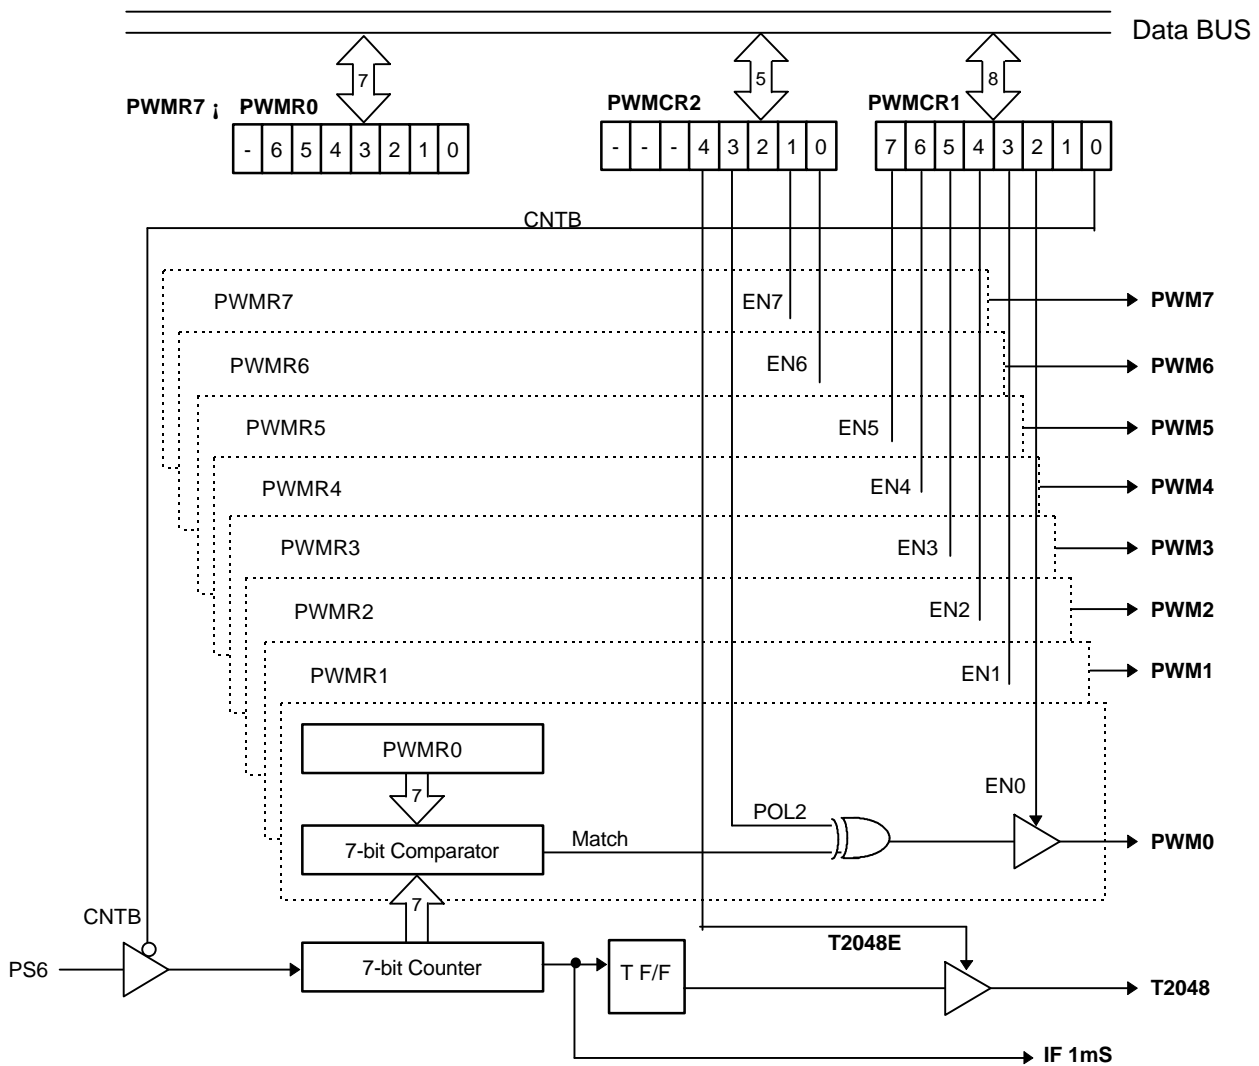 Data BUS
7
5
8
PWMR7 ¡ PWMR0
PWMCR2
PWMCR1
- 6 5 4 3 2 1 0
- - - 4 3 2 1 0
7 6 5 4 3 2 1 0
CNTB
PWMR7 EN7 PWM7
PWMR6 EN6 PWM6
PWMR5 EN5 PWM5
PWMR4 EN4 PWM4
PWMR3 EN3 PWM3
PWMR2 EN2 PWM2
PWMR1 EN1 PWM1
PWMR0
EN0
7
POL2
7-bit Comparator Match PWM0
7
CNTB
T2048E
PS6 7-bit Counter T F/F T2048
IF 1mS